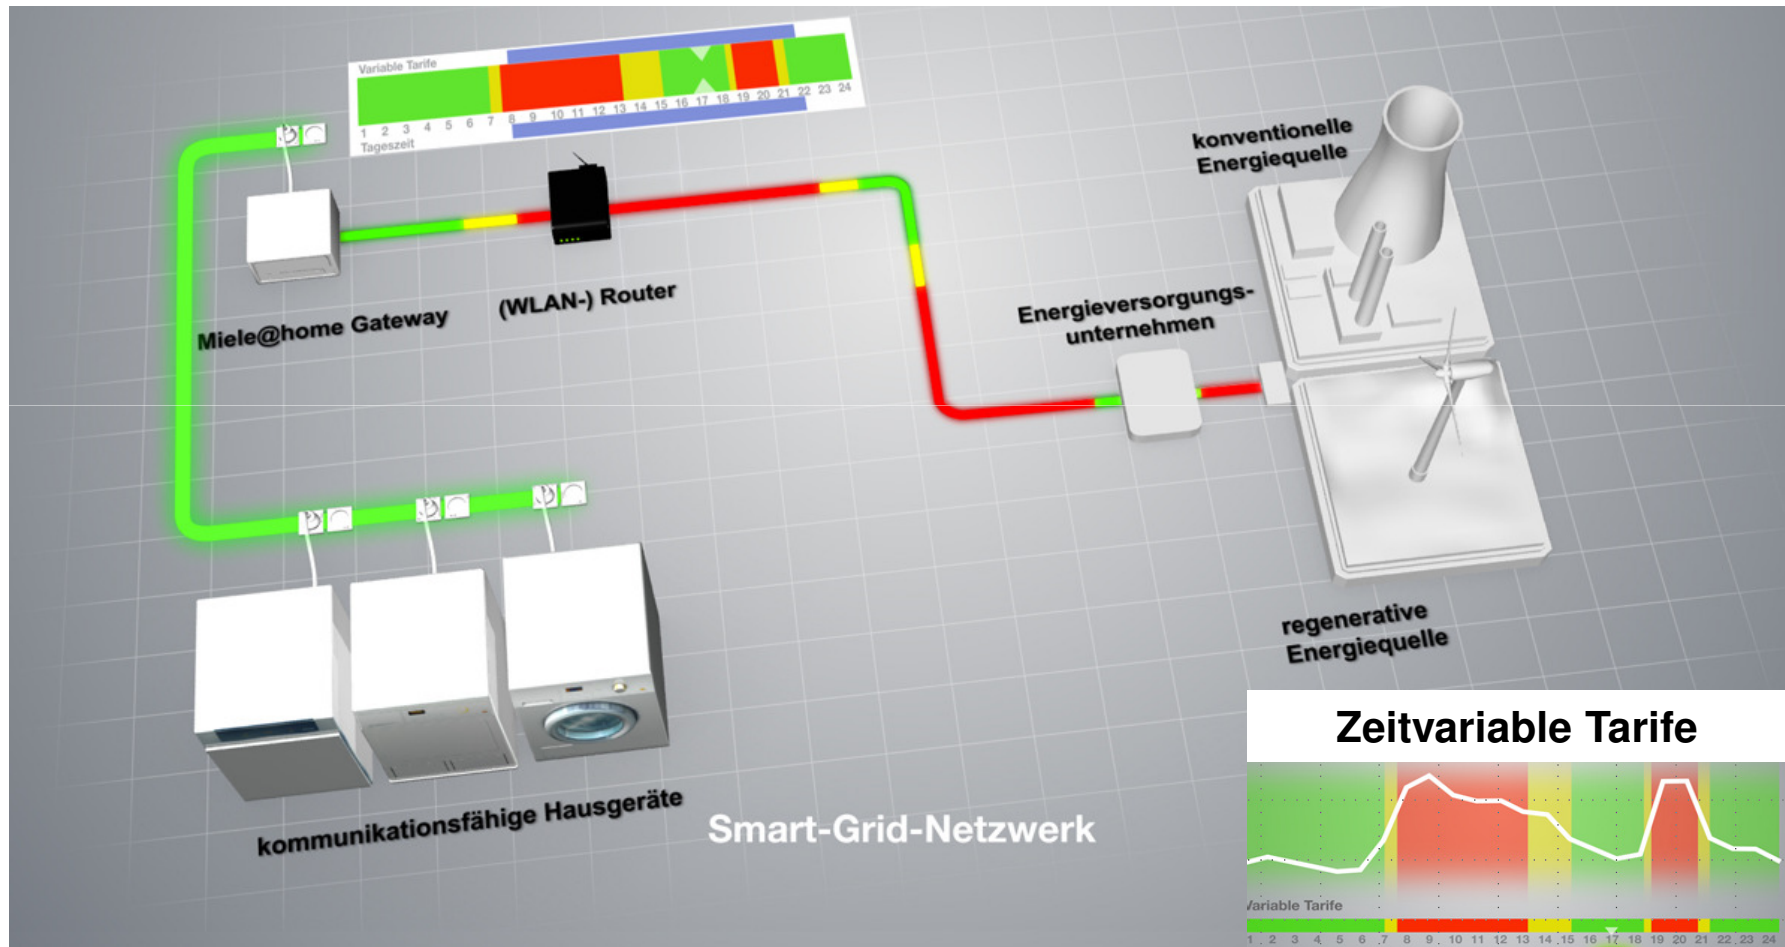 Variable Tarife
1 2 3 4 5 6 7 8 9 10 11 12 13 14 15 16 17 18 19 20 21 22 23 24
Tageszeit
konventionelle
Energiequelle
Miele@home Gateway
(WLAN-) Router
Energieversorgungs-
unternehmen
regenerative
Energiequelle
kommunikationsfähige Hausgeräte
Smart-Grid-Netzwerk
Zeitvariable Tarife
Variable Tarife
1 2 3 4 5 6 7 8 9 10 11 12 13 14 15 16 17 18 19 20 21 22 23 24